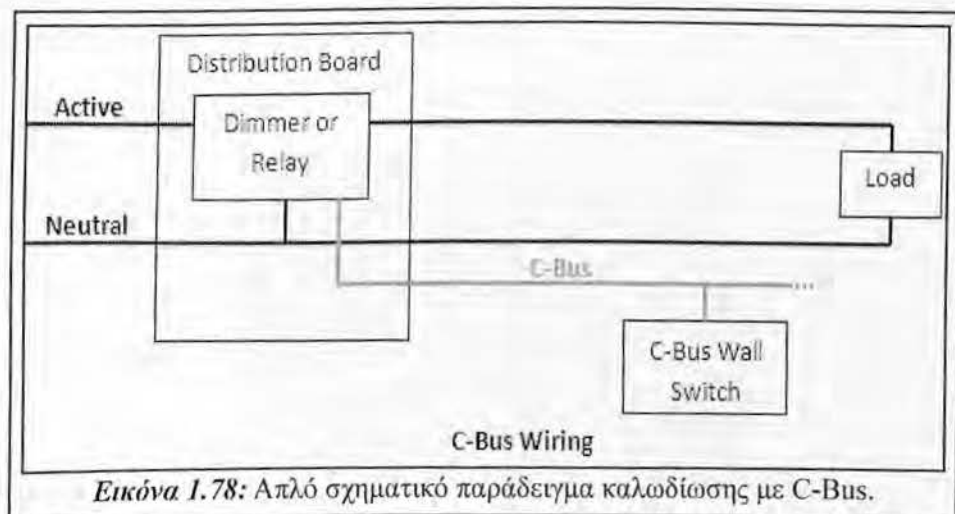 Distribution Board
Active
Dimmer or
Relay
Load
Neutral
C-Bus
...
C-Bus Wall
Switch
C-Bus Wiring
Εικόνα 1.78: Απλό σχηματικό παράδειγμα καλωδίωσης με C-Bus.